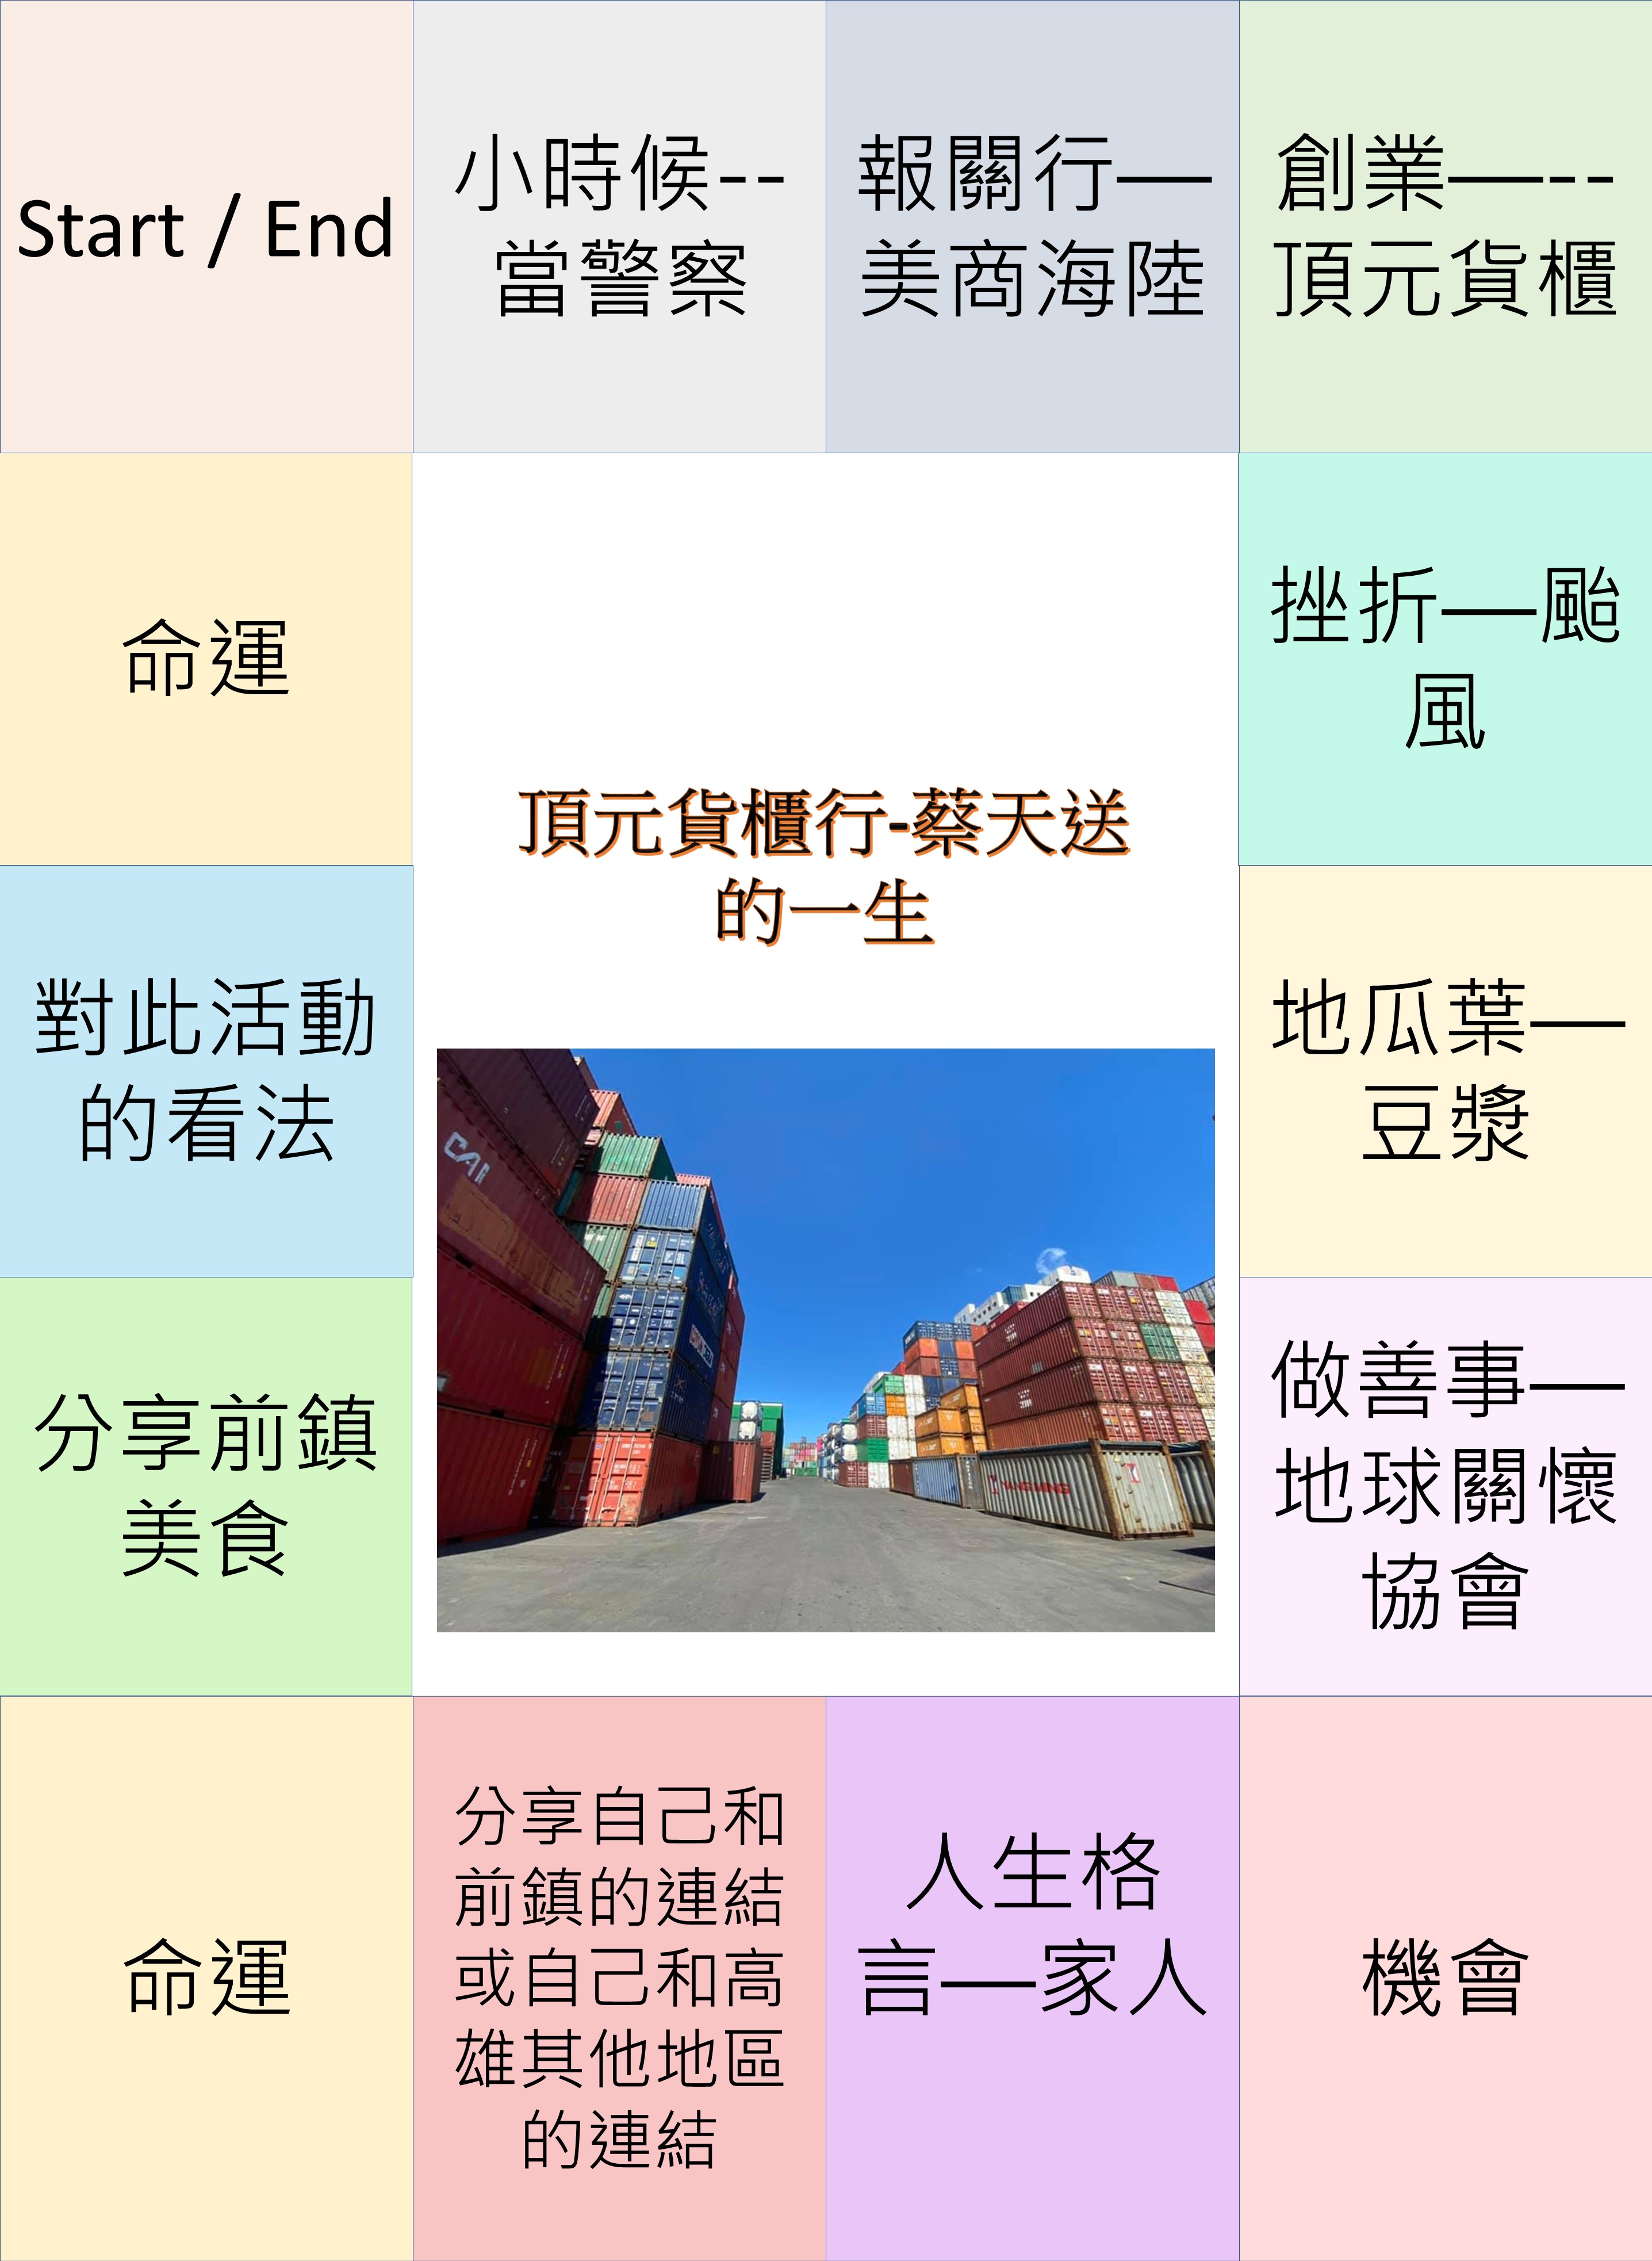 Start / End
小時候--
當警察
報關行—
美商海陸
創業—--
頂元貨櫃
命運
挫折—颱
風
頂元貨櫃行-蔡天送
的一生
對此活動
的看法
地瓜葉—
豆漿
CAI
分享前鎮
美食
做善事—
地球關懷
協會
YANG MING
命運
分享自己和
前鎮的連結
或自己和高
雄其他地區
的連結
人生格
言—家人
機會